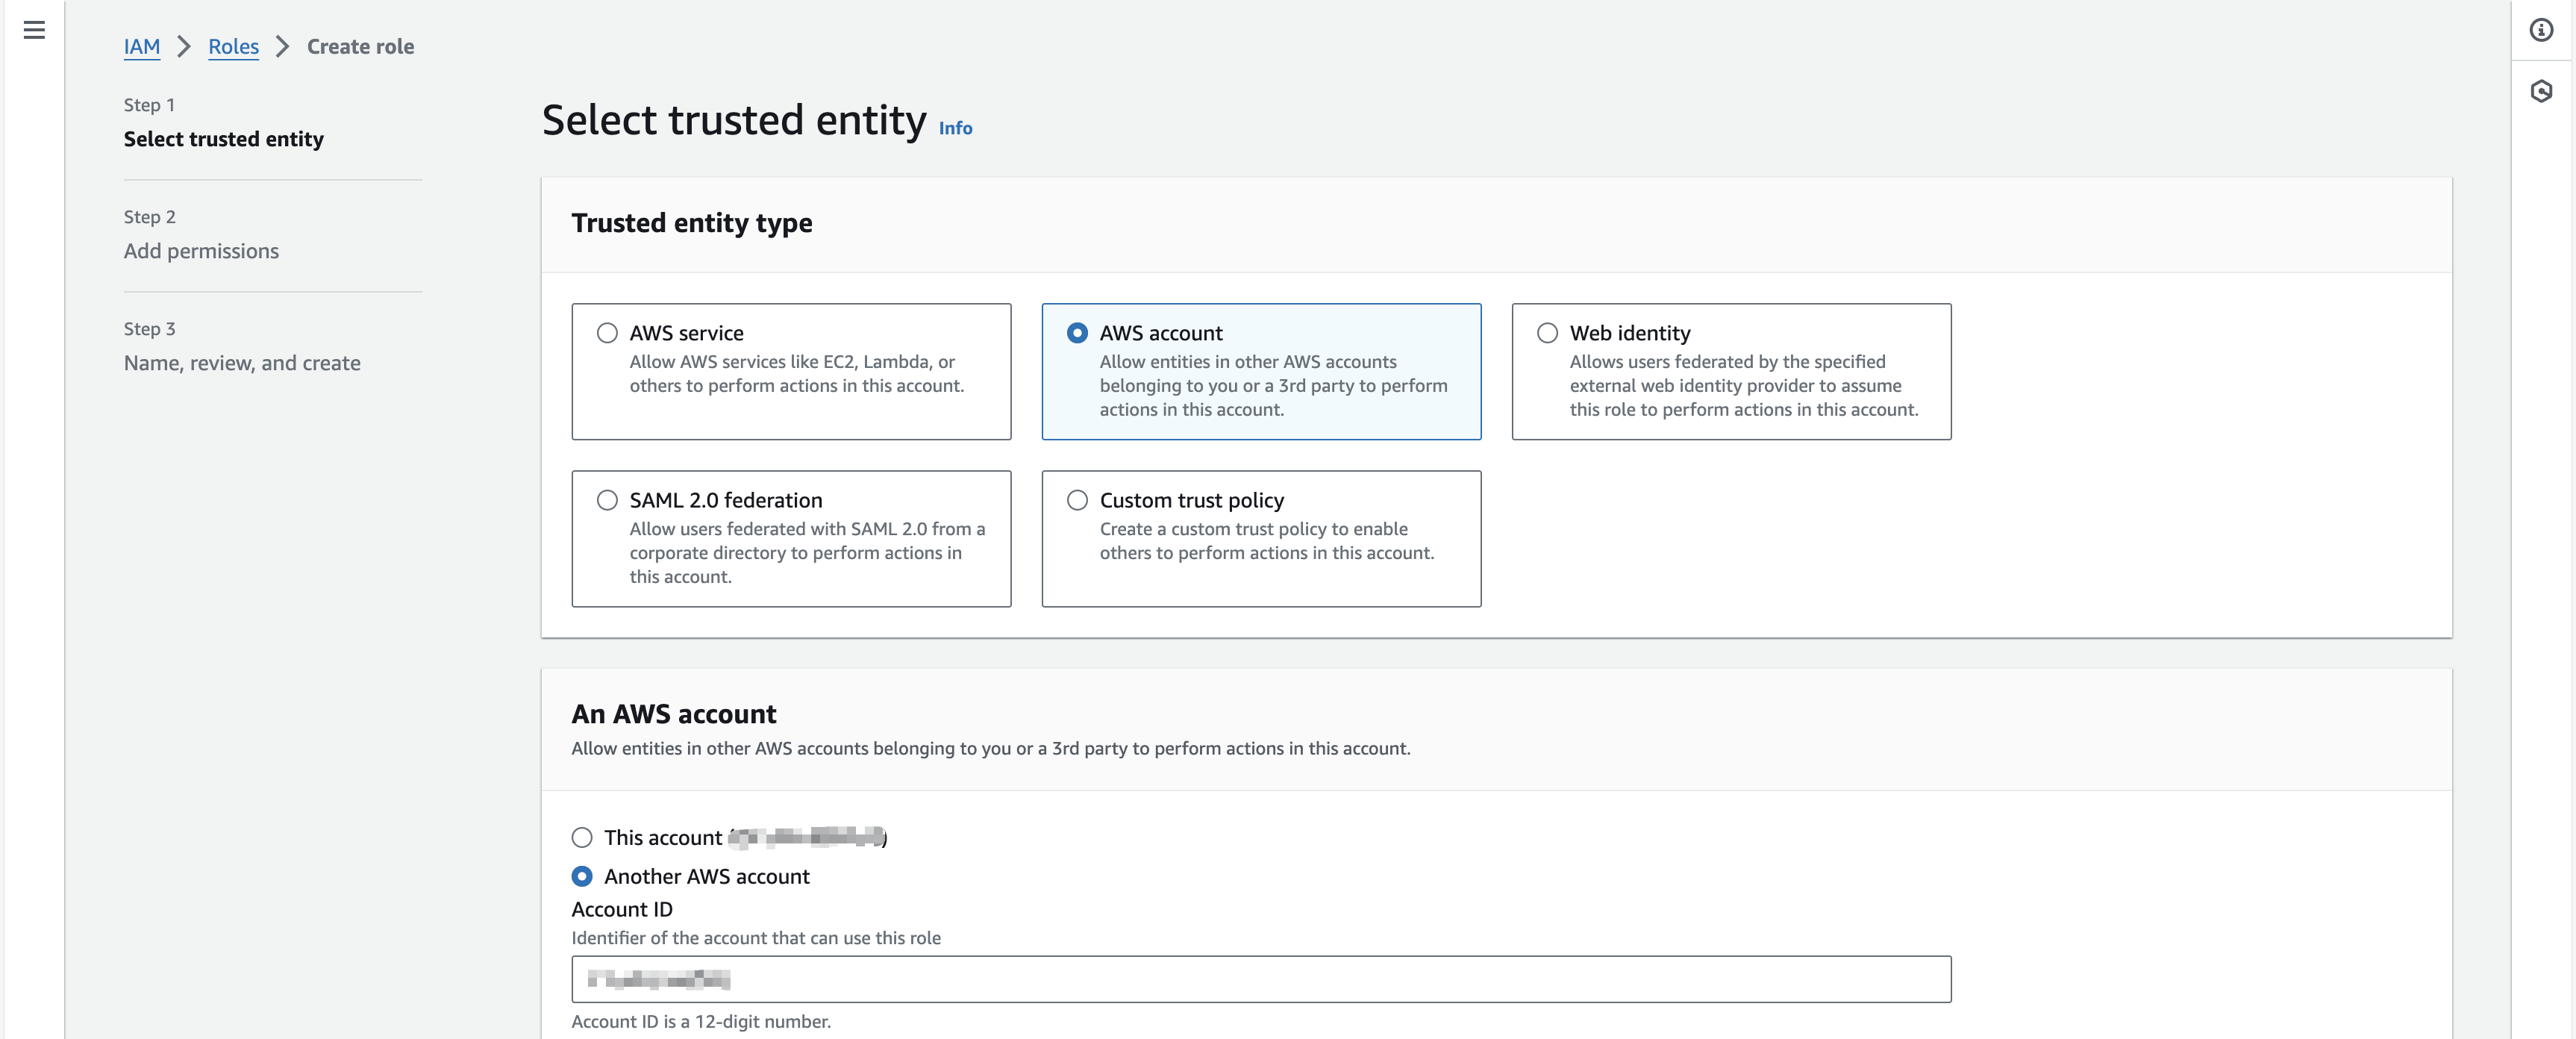 IAM > Roles > Create role
Step 1
Select trusted entity
Step 2
Add permissions
Step 3
Name, review, and create
Select trusted entity Info
Trusted entity type
AWS service
Allow AWS services like EC2, Lambda, or
others to perform actions in this account.
AWS account
Allow entities in other AWS accounts
belonging to you or a 3rd party to perform
actions in this account.
Web identity
Allows users federated by the specified
external web identity provider to assume
this role to perform actions in this account.
SAML 2.0 federation
Allow users federated with SAML 2.0 from a
corporate directory to perform actions in
this account.
Custom trust policy
Create a custom trust policy to enable
others to perform actions in this account.
An AWS account
Allow entities in other AWS accounts belonging to you or a 3rd party to perform actions in this account.
This account
Another AWS account
Account ID
Identifier of the account that can use this role
Account ID is a 12-digit number.